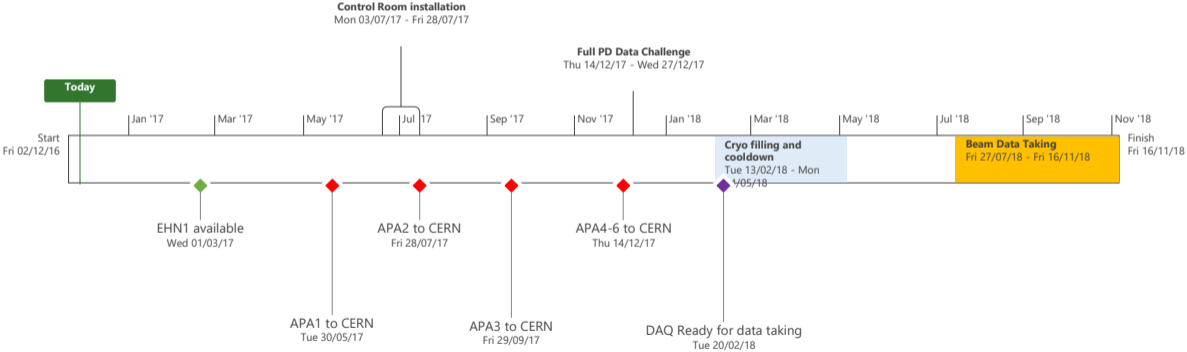 Control Room installation
Mon 03/07/17 - Fri 28/07/17
Full PD Data Challenge
Thu 14/12/17 - Wed 27/12/17
Today
Jan '17
Mar '17
May '17
Jul '17
Sep '17
Nov '17
Jan '18
Mar '18
May '18
Jul '18
Sep '18
Nov '18
Start
Fri 02/12/16
Cryo filling and
cooldown
Tue 13/02/18 - Mon
/05/18
Beam Data Taking
Fri 27/07/18 - Fri 16/11/18
Finish
Fri 16/11/18
EHN1 available
Wed 01/03/17
APA2 to CERN
Fri 28/07/17
APA4-6 to CERN
Thu 14/12/17
APA1 to CERN
Tue 30/05/17
APA3 to CERN
Fri 29/09/17
DAQ Ready for data taking
Tue 20/02/18